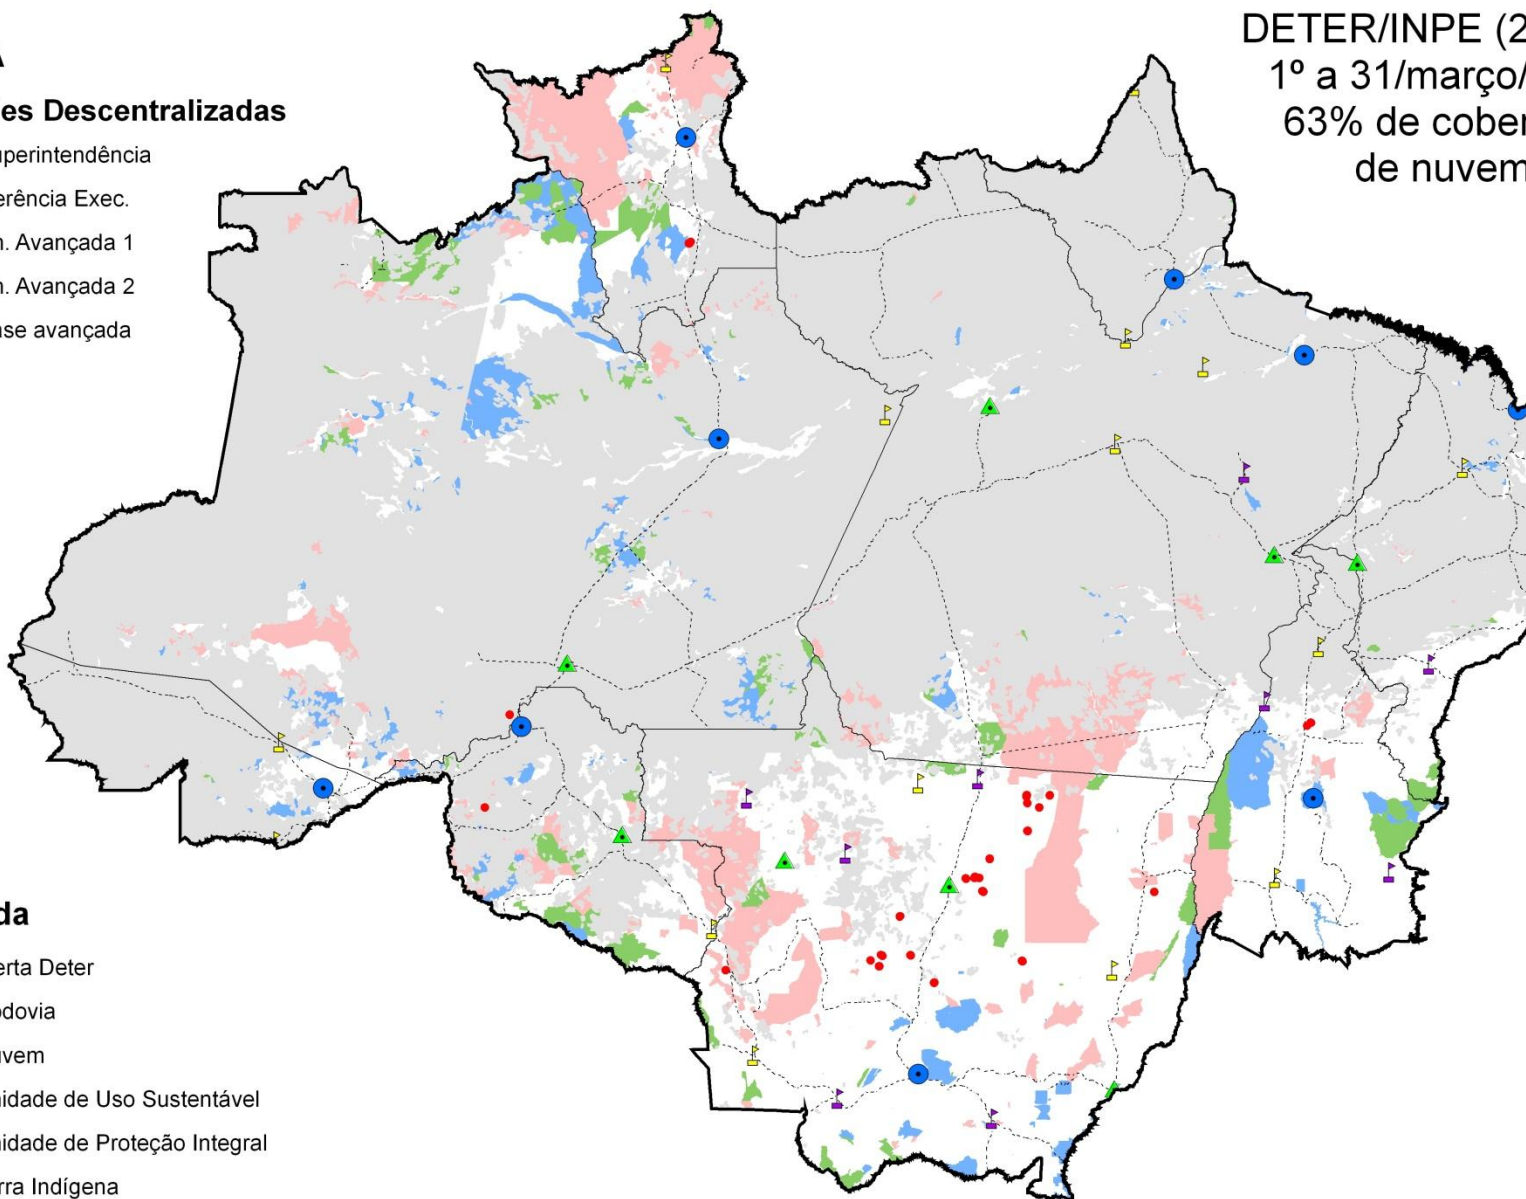 A
es Descentralizadas
uperintendência
erência Exec.
n. Avançada 1
n. Avançada 2
ase avançada
DETER/INPE (2
1º a 31/março/
63% de cober
de nuvem
da
erta Deter
odovia
uvem
nidade de Uso Sustentável
nidade de Proteção Integral
rra Indígena